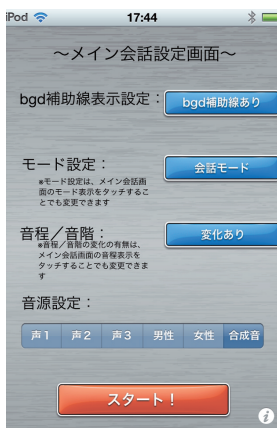 iPod 17:44
～メイン会話設定画面～
bgd補助線表示設定： bgd補助線あり
モード設定： 会話モード
※モード設定は、メイン会話画
面のモード表示をタッチするこ
とでも変更できます
音程／音階： 変化あり
※音程／音階の変化の有無は、
メイン会話画面の音程表示を
タッチすることでも変更できま
す
音源設定：
声1 声2 声3 男性 女性 合成音
スタート！
i